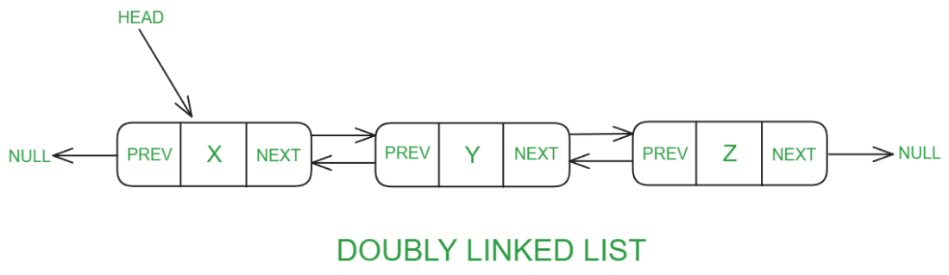 HEAD
NULL PREV X NEXT PREV Y NEXT PREV Z NEXT NULL
DOUBLY LINKED LIST